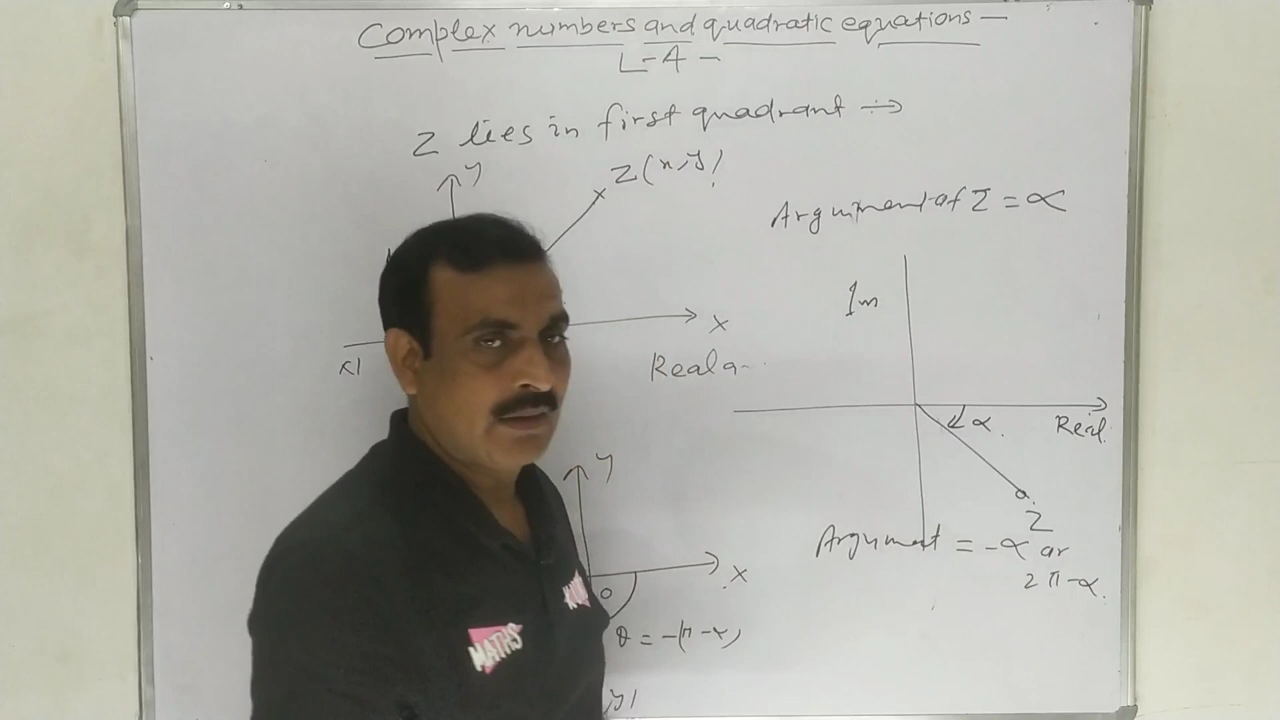 Complex numbers and quadratic equations —
L-4 -
Z lies in first quadrant →
y
Z(x,y)
x1
X
Real a-
Argument of Z = α
Im
α.
Real.
Z
Argument = -α or
2π-α.
y
X
O
θ = -(π-α)
y1
MATHS